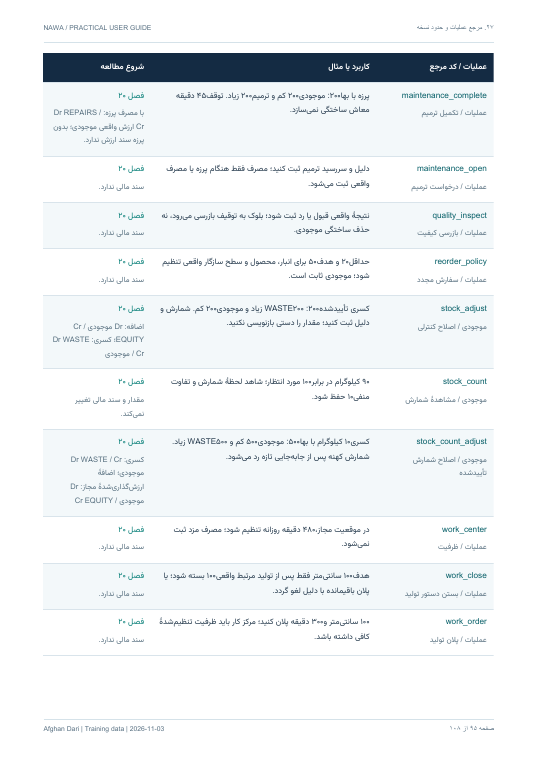 NAWA / PRACTICAL USER GUIDE
۴۲. مرجع عملیات و حدود نسخه
عملیات / کد مرجع
کاربرد یا مثال
شروع مطالعه
maintenance_complete
عملیات / تکمیل ترمیم
پرزه با بها۲۰۰: موجودی۲۰۰ کم و ترمیم۲۰۰ زیاد. توقف۴۵ دقیقه
معاش ساختگی نمی‌سازد.
فصل ۲۰
با مصرف پرزه: Dr REPAIRS /
Cr ارزش واقعی موجودی؛ بدون
پرزه سند ارزش ندارد.
maintenance_open
عملیات / درخواست ترمیم
دلیل و سررسید ترمیم ثبت کنید؛ مصرف فقط هنگام پرزه یا مصرف
واقعی ثبت می‌شود.
فصل ۲۰
سند مالی ندارد.
quality_inspect
عملیات / بازرسی کیفیت
نتیجۀ واقعی قبول یا رد ثبت شود؛ بلوک به توقیف بازرسی می‌رود، نه
حذف ساختگی موجودی.
فصل ۲۰
سند مالی ندارد.
reorder_policy
عملیات / سفارش مجدد
حداقل۲۰ و هدف۵۰ برای انبار، محصول و سطح سازگار واقعی تنظیم
شود؛ موجودی ثابت است.
فصل ۲۰
سند مالی ندارد.
stock_adjust
موجودی / اصلاح کنترلی
کسری تأییدشده۲۰۰: WASTE۲۰۰ زیاد و موجودی۲۰۰ کم. شمارش و
دلیل ثبت کنید؛ مقدار را دستی بازنویسی نکنید.
فصل ۲۰
اضافه: Dr موجودی / Cr
EQUITY؛ کسری: Dr WASTE
/ Cr موجودی
stock_count
موجودی / مشاهدۀ شمارش
۹۰ کیلوگرام در برابر۱۰۰ مورد انتظار؛ شاهد لحظۀ شمارش و تفاوت
منفی۱۰ حفظ شود.
فصل ۲۰
مقدار و سند مالی تغییر
نمی‌کند.
stock_count_adjust
موجودی / اصلاح شمارش
تأییدشده
کسری۱۰ کیلوگرام با بها۵۰۰: موجودی۵۰۰ کم و WASTE۵۰۰ زیاد.
شمارش کهنه پس از جابه‌جایی تازه رد می‌شود.
فصل ۲۰
کسری: Dr WASTE / Cr
موجودی؛ اضافۀ
ارزش‌گذاری‌شدۀ مجاز: Dr
موجودی / Cr EQUITY
work_center
عملیات / ظرفیت
در موقعیت مجاز،۴۸۰ دقیقه روزانه تنظیم شود؛ مصرف مزد ثبت
نمی‌شود.
فصل ۲۰
سند مالی ندارد.
work_close
عملیات / بستن دستور تولید
هدف۱۰۰ سانتی‌متر فقط پس از تولید مرتبط واقعی۱۰۰ بسته شود؛ یا
پلان باقیمانده با دلیل لغو گردد.
فصل ۲۰
سند مالی ندارد.
work_order
عملیات / پلان تولید
۱۰۰ سانتی‌متر و۳۰۰ دقیقه پلان کنید؛ مرکز کار باید ظرفیت تنظیم‌شدۀ
کافی داشته باشد.
فصل ۲۰
سند مالی ندارد.
Afghan Dari | Training data | 2026-11-03
صفحه ۹۵ از ۱۰۸